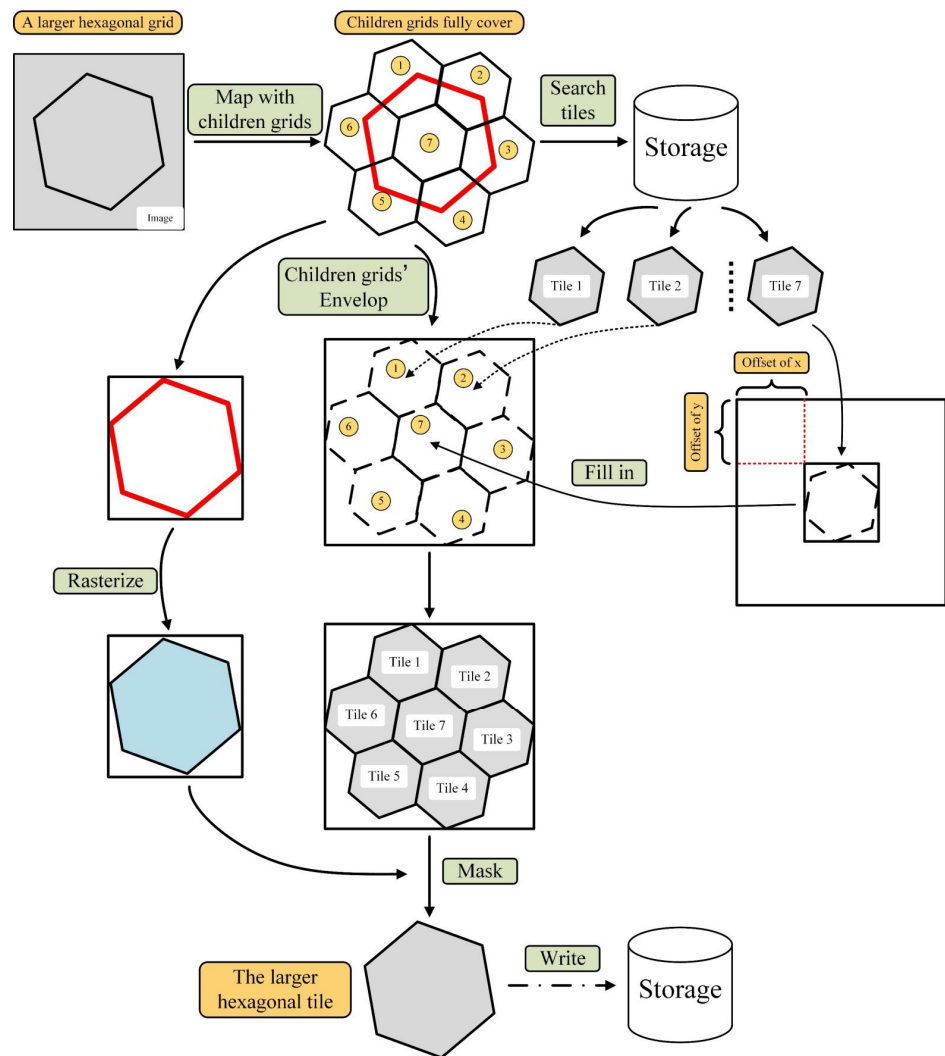 A larger hexagonal grid
Children grids fully cover
Image
Map with
children grids
1
2
3
4
5
6
7
Search
tiles
Storage
Children grids’
Envelop
Tile 1
Tile 2
Tile 7
Offset of x
Offset of y
1
2
3
4
5
6
7
Fill in
Rasterize
Tile 1
Tile 2
Tile 3
Tile 4
Tile 5
Tile 6
Tile 7
Mask
The larger
hexagonal tile
Write
Storage